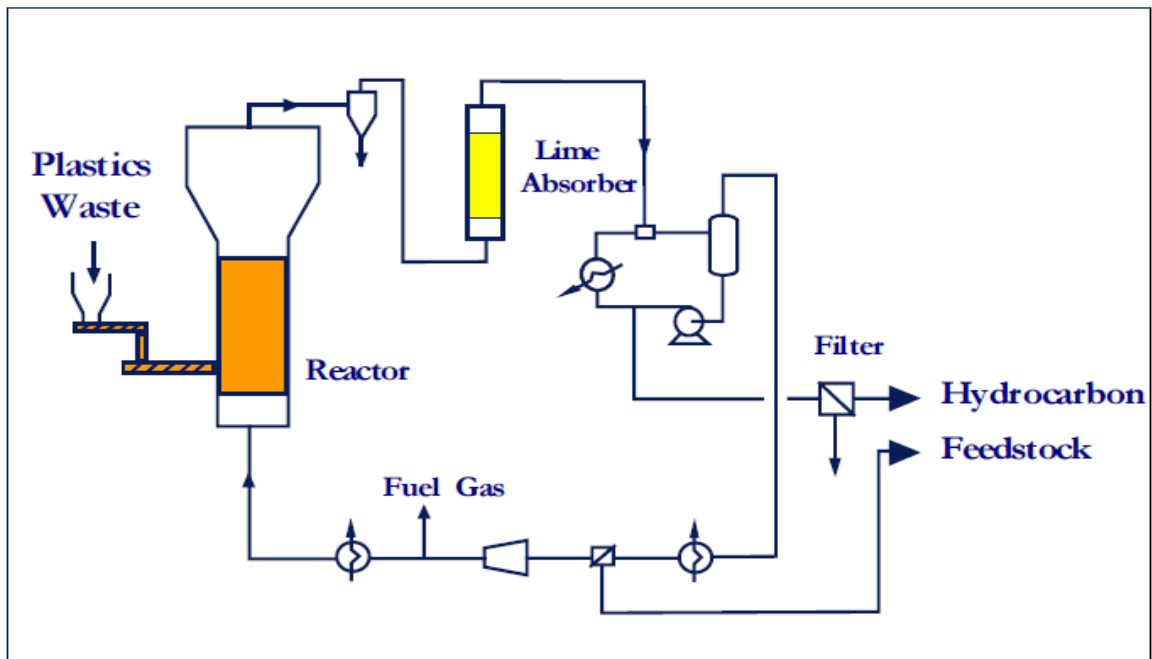 Plastics
Waste
Lime
Absorber
Reactor
Filter
Hydrocarbon
Feedstock
Fuel Gas